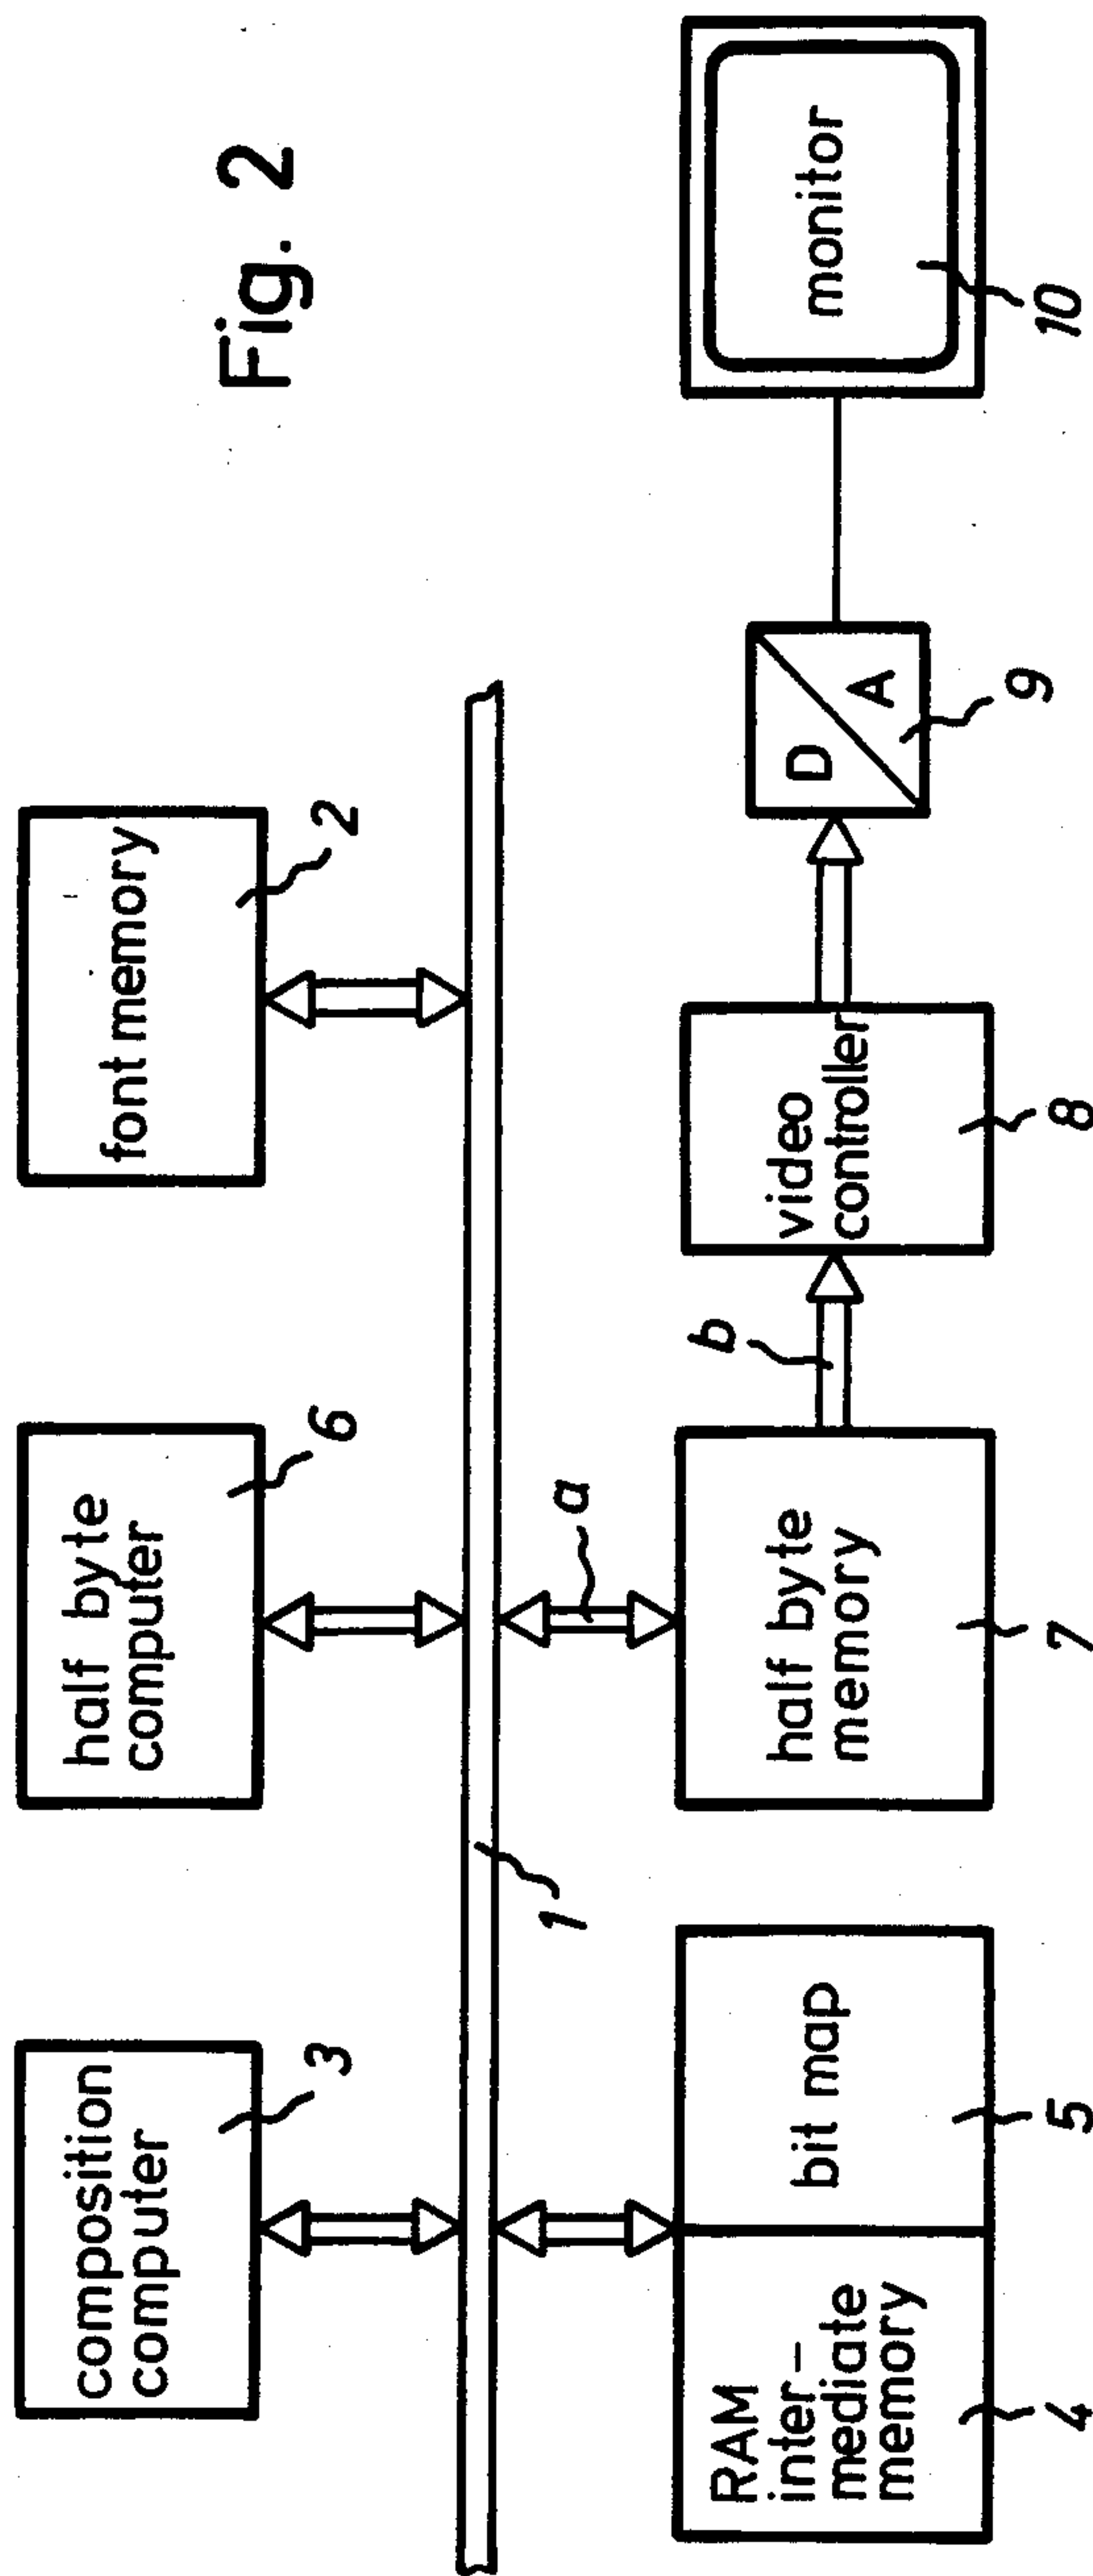 Fig. 2
composition
computer
3
half byte
computer
6
font memory
2
1
a
RAM
inter-
mediate
memory
4
bit map
5
half byte
memory
7
b
video
controller
8
D
A
9
monitor
10